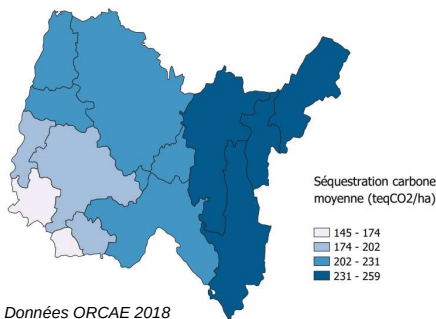 Séquestration carbone
moyenne (teqCO2/ha)
145 - 174
174 - 202
202 - 231
231 - 259
Données ORCAE 2018